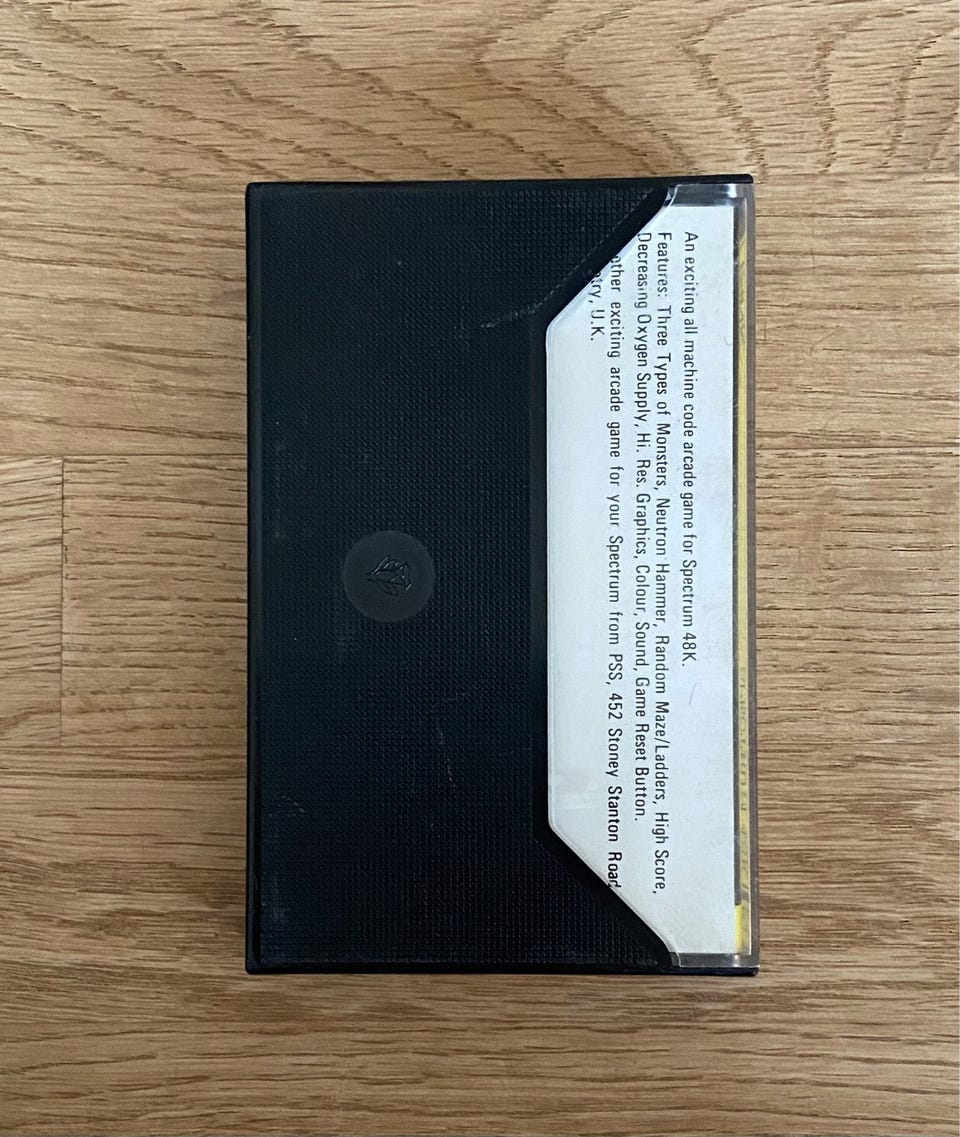 An exciting all machine code arcade game for Spectrum 48K.
Features: Three Types of Monsters, Neutron Hammer, Random Maze/Ladders, High Score,
Decreasing Oxygen Supply, Hi. Res. Graphics, Colour, Sound, Game Reset Button.
other exciting arcade game for your Spectrum from PSS, 452 Stoney Stanton Road
try, U.K.